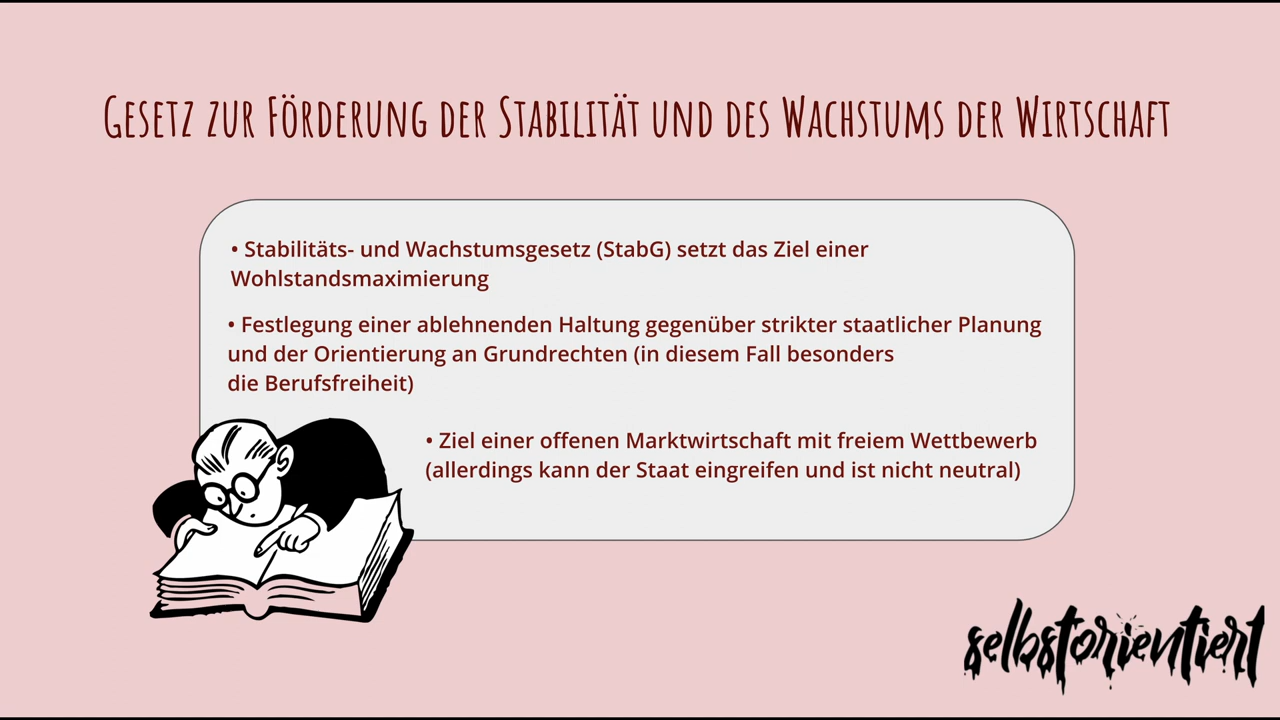 Gesetz zur Förderung der Stabilität und des Wachstums der Wirtschaft
• Stabilitäts- und Wachstumsgesetz (StabG) setzt das Ziel einer
Wohlstandsmaximierung
• Festlegung einer ablehnenden Haltung gegenüber strikter staatlicher Planung
und der Orientierung an Grundrechten (in diesem Fall besonders
die Berufsfreiheit)
• Ziel einer offenen Marktwirtschaft mit freiem Wettbewerb
(allerdings kann der Staat eingreifen und ist nicht neutral)
selbstorientiert